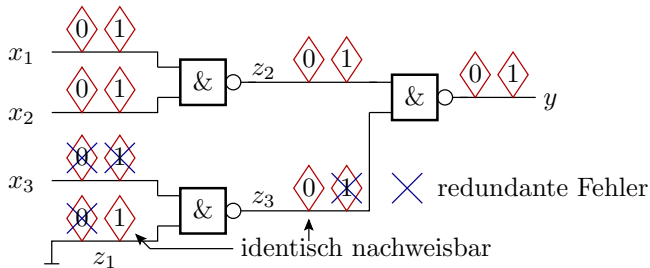 0 1
x₁
0 1
x₂
& z₂ 0 1
& 0 1 y
0 1
x₃
0 1
& z₃ 0 1
redundante Fehler
z₁
identisch nachweisbar